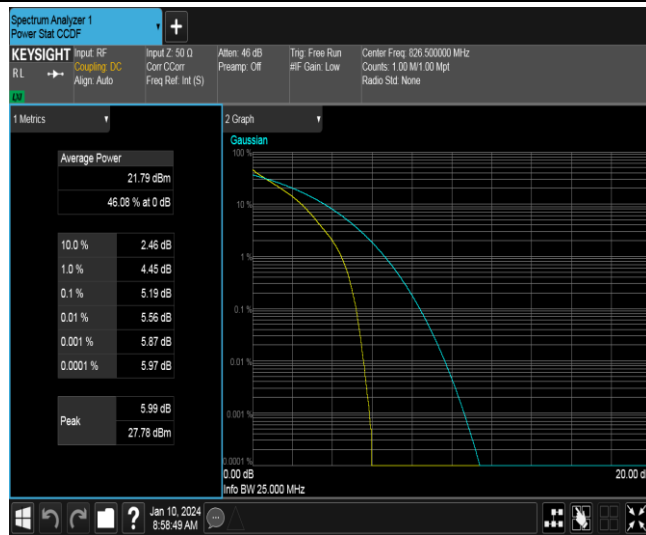 Spectrum Analyzer 1
Power Stat CCDF
KEYSIGHT
RL
LXI
Input: RF
Coupling: DC
Align: Auto
Input Z: 50 Ω
Corr CCorr
Freq Ref: Int (S)
Atten: 46 dB
Preamp: Off
Trig: Free Run
#IF Gain: Low
Center Freq: 826.500000 MHz
Counts: 1.00 M/1.00 Mpt
Radio Std: None
1 Metrics
Average Power
21.79 dBm
46.08 % at 0 dB
10.0 % 2.46 dB
1.0 % 4.45 dB
0.1 % 5.19 dB
0.01 % 5.56 dB
0.001 % 5.87 dB
0.0001 % 5.97 dB
Peak
5.99 dB
27.78 dBm
2 Graph
Gaussian
100 %
10 %
1 %
0.1 %
0.01 %
0.001 %
0.0001 %
0.00 dB
20.00 d
Info BW 25.000 MHz
?
Jan 10, 2024
8:58:49 AM